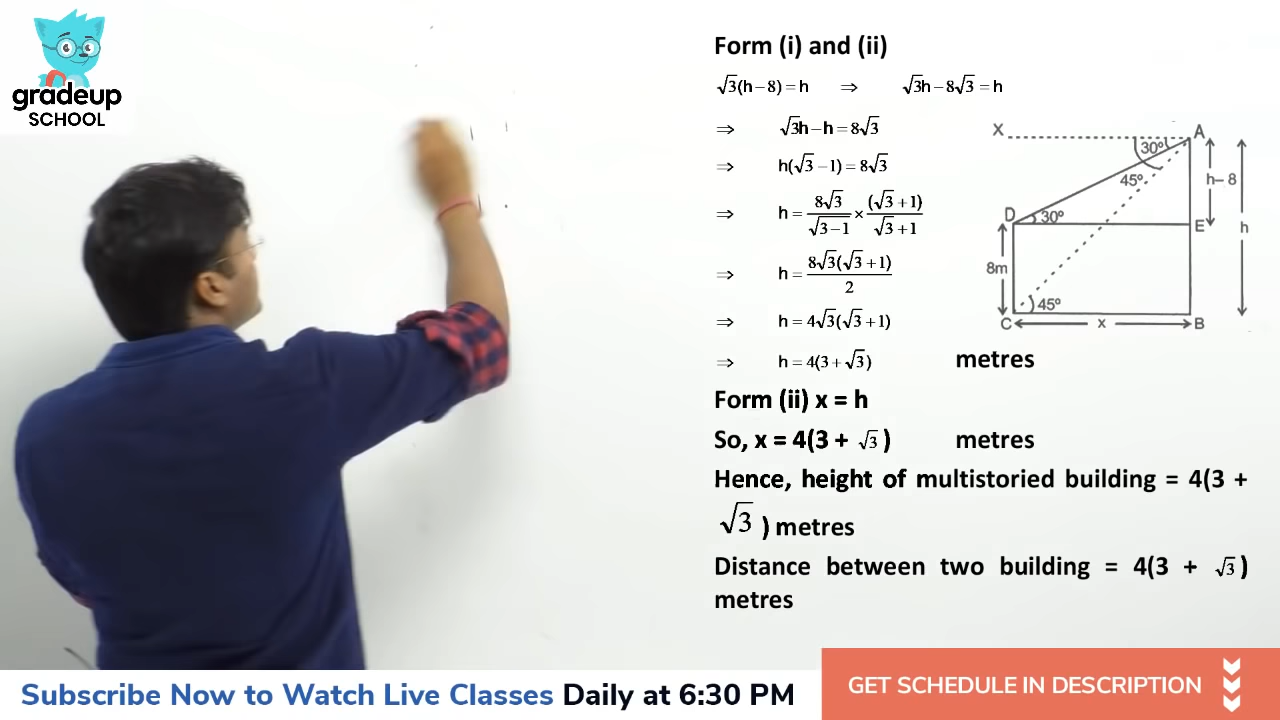 gradeup
SCHOOL
Form (i) and (ii)
√3(h−8) = h ⇒ √3h−8√3 = h
⇒ √3h−h = 8√3
⇒ h(√3 −1) = 8√3
⇒ h = 8√3/√3−1 × (√3 +1)/√3 +1
⇒ h = 8√3(√3 +1)/2
⇒ h = 4√3(√3 +1)
⇒ h = 4(3 + √3) metres
Form (ii) x = h
So, x = 4(3 + √3) metres
Hence, height of multistoried building = 4(3 +
√3 ) metres
Distance between two building = 4(3 + √3)
metres
X A
30º
45º
h– 8
D 30º E
h
8m
45º
C x B
Subscribe Now to Watch Live Classes Daily at 6:30 PM
GET SCHEDULE IN DESCRIPTION